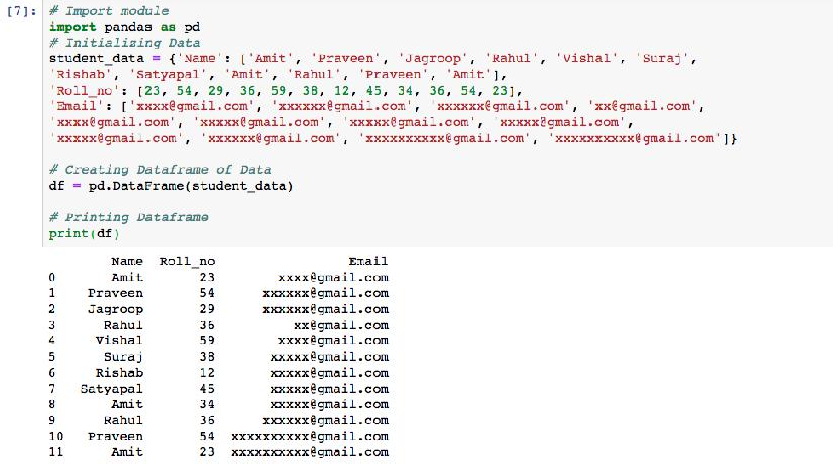 [7]: # Import module
import pandas as pd
# Initializing Data
student_data = {'Name': ['Amit', 'Praveen', 'Jagroop', 'Rahul', 'Vishal', 'Suraj',
'Rishab', 'Satyapal', 'Amit', 'Rahul', 'Praveen', 'Amit'],
'Roll_no': [23, 54, 29, 36, 59, 38, 12, 45, 34, 36, 54, 23],
'Email': ['xxxx@gmail.com', 'xxxxxx@gmail.com', 'xxxxxx@gmail.com', 'xx@gmail.com',
'xxxx@gmail.com', 'xxxxx@gmail.com', 'xxxxx@gmail.com', 'xxxxx@gmail.com',
'xxxxx@gmail.com', 'xxxxxx@gmail.com', 'xxxxxxxxxx@gmail.com', 'xxxxxxxxxx@gmail.com']}
# Creating Dataframe of Data
df = pd.DataFrame(student_data)
# Printing Dataframe
print(df)
Name Roll_no Email
0 Amit 23 xxxx@gmail.com
1 Praveen 54 xxxxxx@gmail.com
2 Jagroop 29 xxxxxx@gmail.com
3 Rahul 36 xx@gmail.com
4 Vishal 59 xxxx@gmail.com
5 Suraj 38 xxxxx@gmail.com
6 Rishab 12 xxxxx@gmail.com
7 Satyapal 45 xxxxx@gmail.com
8 Amit 34 xxxxx@gmail.com
9 Rahul 36 xxxxxx@gmail.com
10 Praveen 54 xxxxxxxxxx@gmail.com
11 Amit 23 xxxxxxxxxx@gmail.com